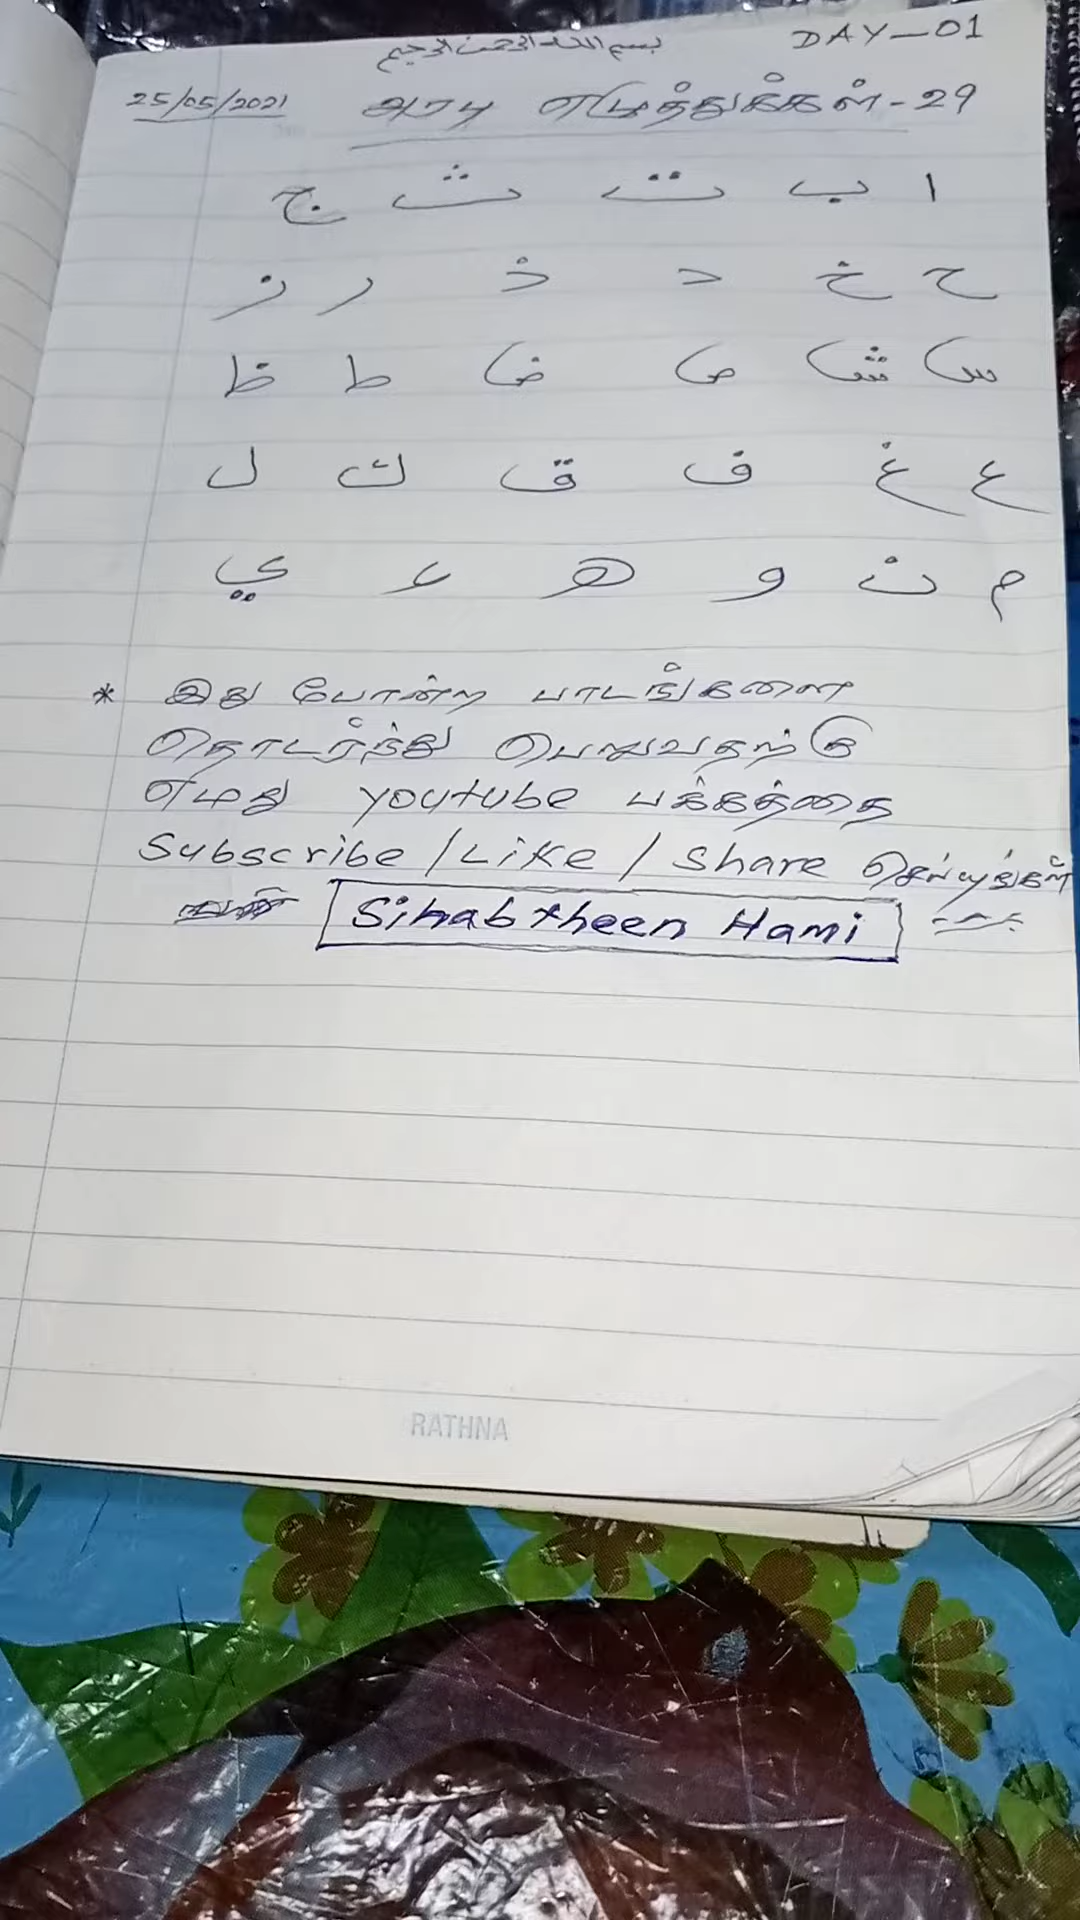 DAY-01
بسم الله الرحمن الرحيم
25/05/2021
அரபு எழுத்துக்கள்-29
ا ب ت ث ج
ح خ د ذ ر ز
س ش ص ض ط ظ
ع غ ف ق ك ل
م ن و ه ء ي
* இது போன்ற பாடங்களை
தொடர்ந்து பெறுவதற்கு
எமது youtube பக்கத்தை
Subscribe / Like / Share செய்யுங்கள்
Sihabtheen Hami
RATHNA